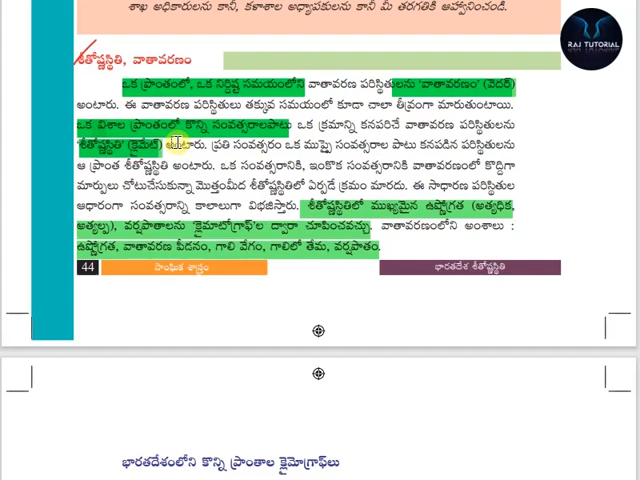 శాఖ అధికారులను కానీ, కళాశాల అధ్యాపకులను కానీ మీ తరగతికి ఆహ్వానించండి.
RAJ TUTORIAL
శీతోష్ణస్థితి, వాతావరణం
ఒక ప్రాంతంలో, ఒక నిర్దిష్ట సమయంలోని వాతావరణ పరిస్థితులను 'వాతావరణం' (వెదర్)
అంటారు. ఈ వాతావరణ పరిస్థితులు తక్కువ సమయంలో కూడా చాలా తీవ్రంగా మారుతుంటాయి.
ఒక విశాల ప్రాంతంలో కొన్ని సంవత్సరాలపాటు ఒక క్రమాన్ని కనపరిచే వాతావరణ పరిస్థితులను
'శీతోష్ణస్థితి' (క్లైమేట్) అంటారు. ప్రతి సంవత్సరం ఒక ముప్ఫై సంవత్సరాల పాటు కనపడిన పరిస్థితులను
ఆ ప్రాంత శీతోష్ణస్థితి అంటారు. ఒక సంవత్సరానికి, ఇంకొక సంవత్సరానికి వాతావరణంలో కొద్దిగా
మార్పులు చోటుచేసుకున్నా మొత్తంమీద శీతోష్ణస్థితిలో ఏర్పడే క్రమం మారదు. ఈ సాధారణ పరిస్థితుల
ఆధారంగా సంవత్సరాన్ని కాలాలుగా విభజిస్తారు. శీతోష్ణస్థితిలో ముఖ్యమైన ఉష్ణోగ్రత (అత్యధిక,
అత్యల్ప), వర్షపాతాలను 'క్లైమాటోగ్రాఫ్'ల ద్వారా చూపించవచ్చు. వాతావరణంలోని అంశాలు :
ఉష్ణోగ్రత, వాతావరణ పీడనం, గాలి వేగం, గాలిలో తేమ, వర్షపాతం.
44 సాంఘిక శాస్త్రం భారతదేశ శీతోష్ణస్థితి
భారతదేశంలోని కొన్ని ప్రాంతాల క్లైమోగ్రాఫ్‌లు